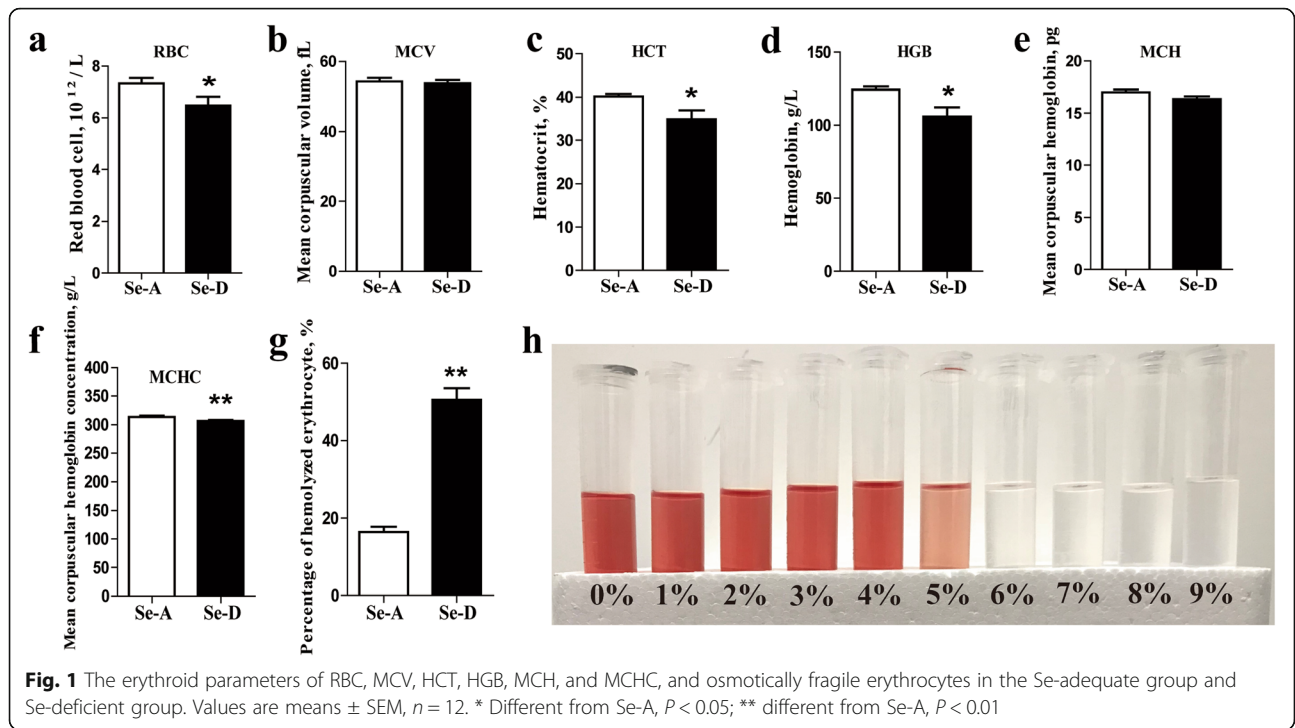 a
RBC
Red blood cell, 10¹²/L
8
6
4
2
0
*
Se-A Se-D
b
MCV
Mean corpuscular volume, fL
60
40
20
0
Se-A Se-D
c
HCT
Hematocrit, %
50
40
30
20
10
0
*
Se-A Se-D
d
HGB
Hemoglobin, g/L
150
100
50
0
*
Se-A Se-D
e
MCH
Mean corpuscular hemoglobin, pg
20
15
10
5
0
Se-A Se-D
f
MCHC
Mean corpuscular hemoglobin concentration, g/L
400
350
300
250
200
150
100
50
0
**
Se-A Se-D
g
Percentage of hemolyzed erythrocyte, %
60
40
20
0
**
Se-A Se-D
h
0% 1% 2% 3% 4% 5% 6% 7% 8% 9%
Fig. 1 The erythroid parameters of RBC, MCV, HCT, HGB, MCH, and MCHC, and osmotically fragile erythrocytes in the Se-adequate group and
Se-deficient group. Values are means ± SEM, n = 12. * Different from Se-A, P < 0.05; ** different from Se-A, P < 0.01